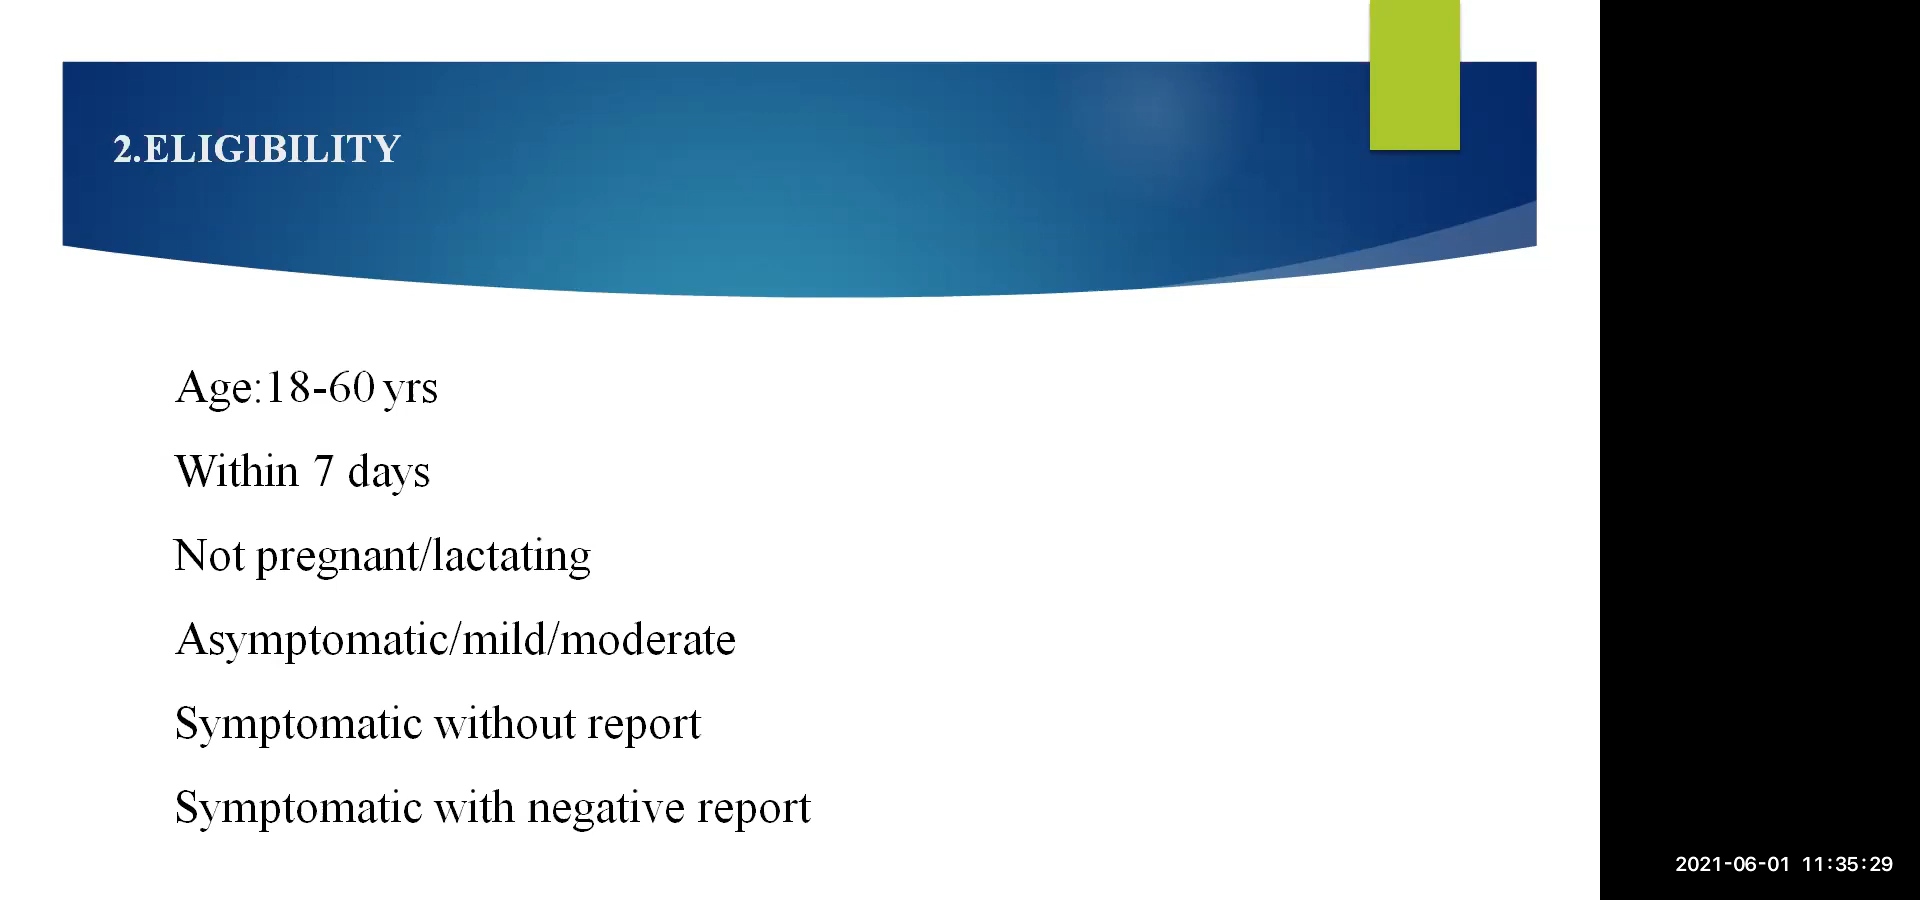 2.ELIGIBILITY
Age:18-60 yrs
Within 7 days
Not pregnant/lactating
Asymptomatic/mild/moderate
Symptomatic without report
Symptomatic with negative report
2021-06-01 11:35:29